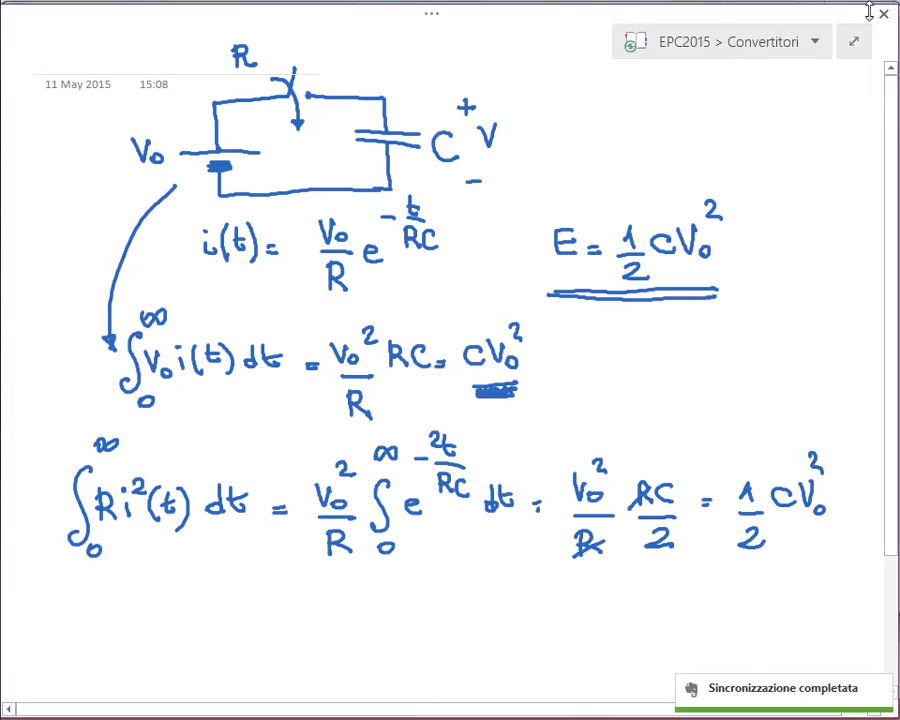 EPC2015 > Convertitori
11 May 2015 15:08
R
V₀
C
+
V
−
i(t) = V₀/R e^(-t/RC)
E = 1/2 CV₀²
∫₀^∞ V₀ i(t) dt = V₀²/R RC = CV₀²
∫₀^∞ R i²(t) dt = V₀²/R ∫₀^∞ e^(-2t/RC) dt = V₀²/R RC/2 = 1/2 CV₀²
Sincronizzazione completata